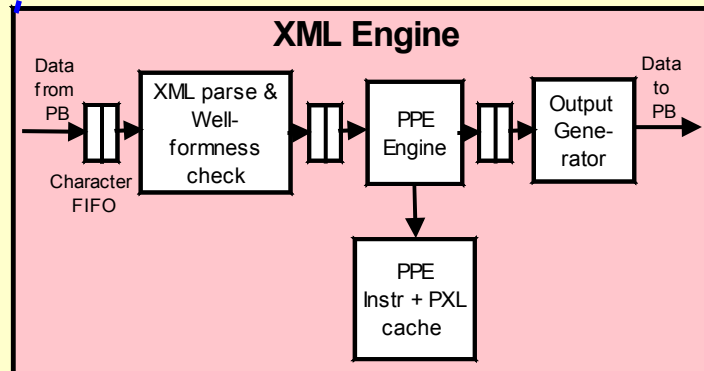 XML Engine
Data
from
PB
Character
FIFO
XML parse &
Well-
formness
check
PPE
Engine
PPE
Instr + PXL
cache
Output
Gene-
rator
Data
to
PB